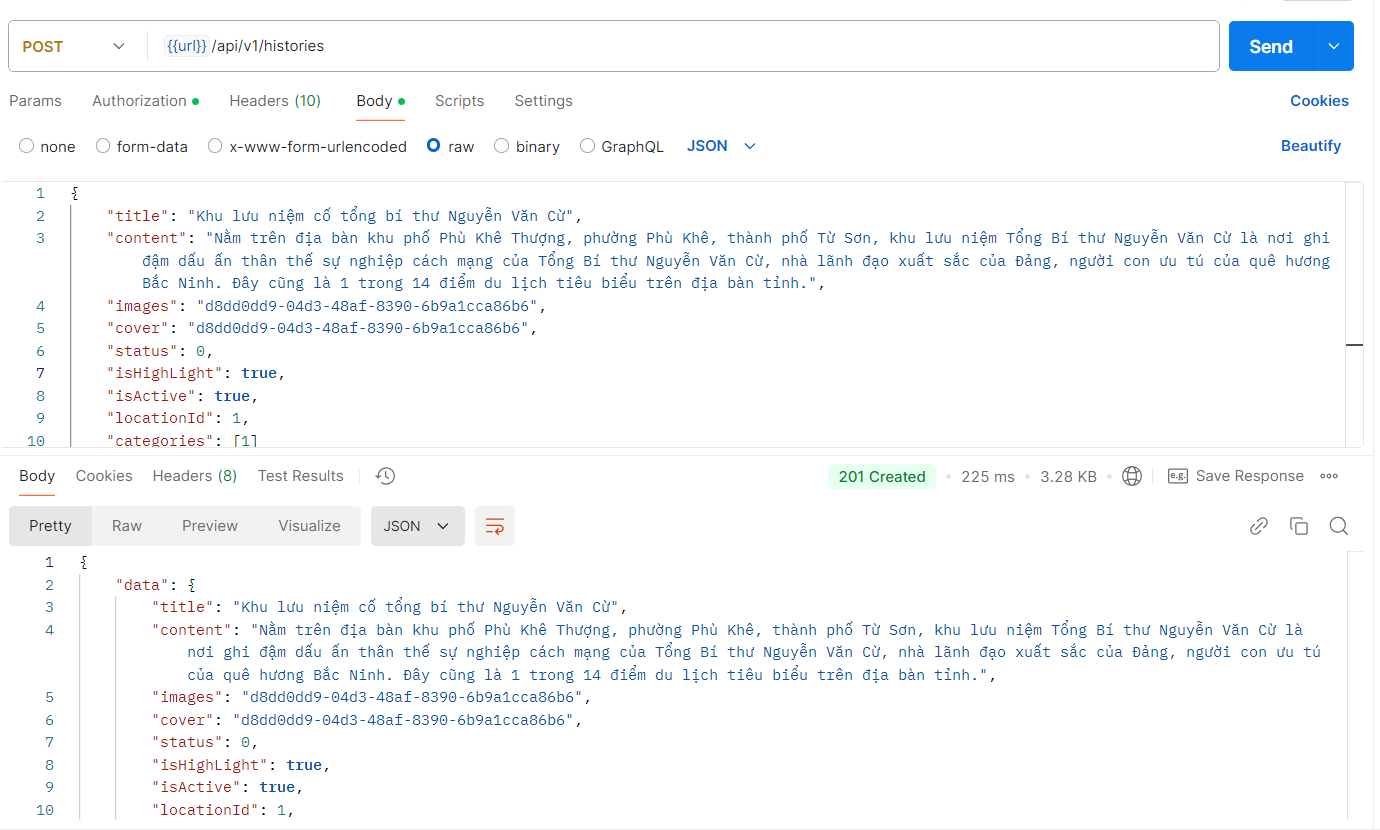 POST {{url}} /api/v1/histories Send
Params Authorization Headers (10) Body Scripts Settings Cookies
none form-data x-www-form-urlencoded raw binary GraphQL JSON Beautify
1 {
2 "title": "Khu lưu niệm cố tổng bí thư Nguyễn Văn Cừ",
3 "content": "Nằm trên địa bàn khu phố Phù Khê Thượng, phường Phù Khê, thành phố Từ Sơn, khu lưu niệm Tổng Bí thư Nguyễn Văn Cừ là nơi ghi
đậm dấu ấn thân thế sự nghiệp cách mạng của Tổng Bí thư Nguyễn Văn Cừ, nhà lãnh đạo xuất sắc của Đảng, người con ưu tú của quê hương
Bắc Ninh. Đây cũng là 1 trong 14 điểm du lịch tiêu biểu trên địa bàn tỉnh.",
4 "images": "d8dd0dd9-04d3-48af-8390-6b9a1cca86b6",
5 "cover": "d8dd0dd9-04d3-48af-8390-6b9a1cca86b6",
6 "status": 0,
7 "isHighLight": true,
8 "isActive": true,
9 "locationId": 1,
10 "categories": [1]
Body Cookies Headers (8) Test Results 201 Created 225 ms 3.28 KB e.g. Save Response
Pretty Raw Preview Visualize JSON
1 {
2 "data": {
3 "title": "Khu lưu niệm cố tổng bí thư Nguyễn Văn Cừ",
4 "content": "Nằm trên địa bàn khu phố Phù Khê Thượng, phường Phù Khê, thành phố Từ Sơn, khu lưu niệm Tổng Bí thư Nguyễn Văn Cừ là
nơi ghi đậm dấu ấn thân thế sự nghiệp cách mạng của Tổng Bí thư Nguyễn Văn Cừ, nhà lãnh đạo xuất sắc của Đảng, người con ưu tú
của quê hương Bắc Ninh. Đây cũng là 1 trong 14 điểm du lịch tiêu biểu trên địa bàn tỉnh.",
5 "images": "d8dd0dd9-04d3-48af-8390-6b9a1cca86b6",
6 "cover": "d8dd0dd9-04d3-48af-8390-6b9a1cca86b6",
7 "status": 0,
8 "isHighLight": true,
9 "isActive": true,
10 "locationId": 1,